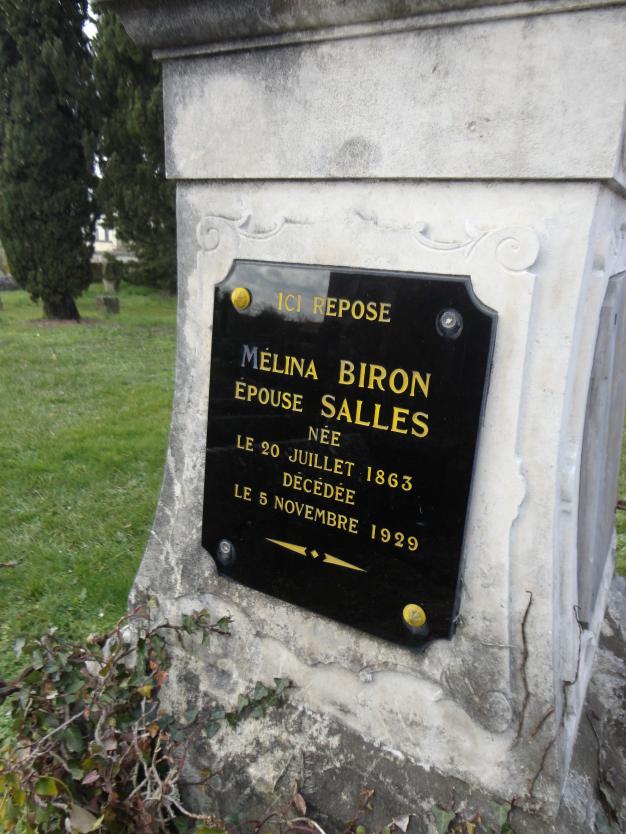 ICI REPOSE
MÉLINA BIRON
ÉPOUSE SALLES
NÉE
LE 20 JUILLET 1863
DÉCÉDÉE
LE 5 NOVEMBRE 1929